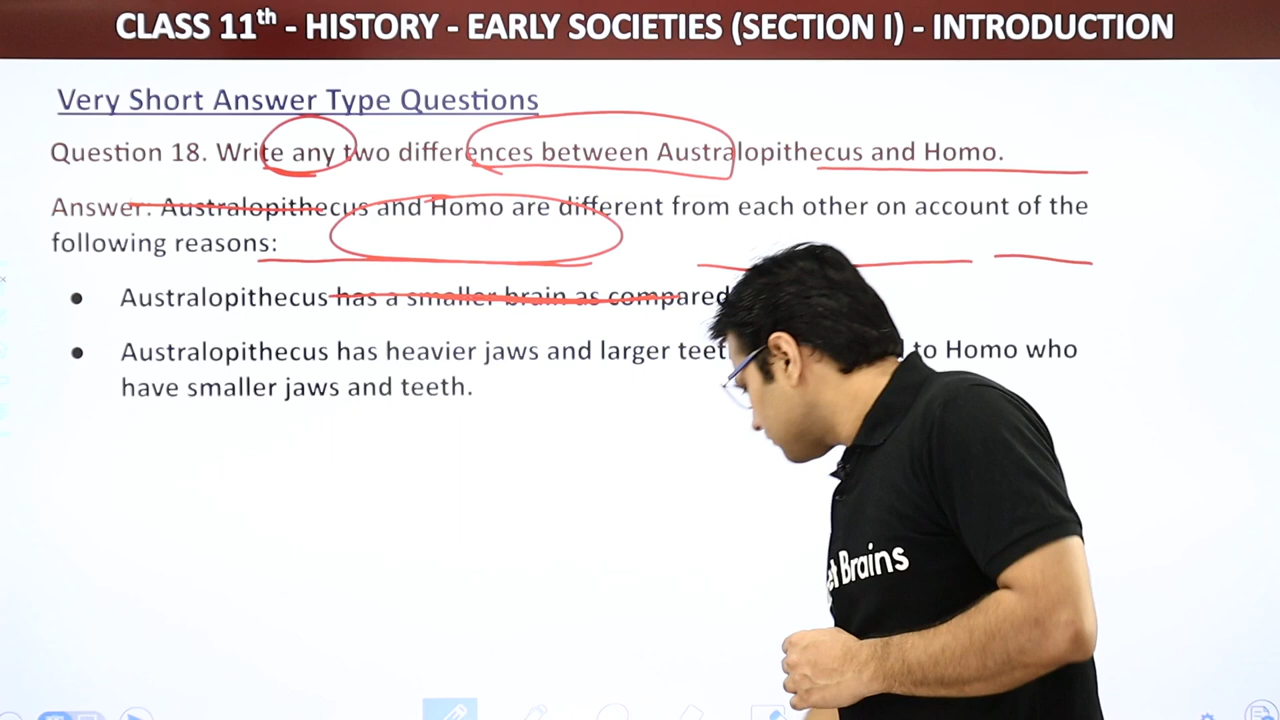 CLASS 11th - HISTORY - EARLY SOCIETIES (SECTION I) - INTRODUCTION
Very Short Answer Type Questions
Question 18. Write any two differences between Australopithecus and Homo.
Answer: Australopithecus and Homo are different from each other on account of the
following reasons:
● Australopithecus has a smaller brain as compared
● Australopithecus has heavier jaws and larger to Homo who
have smaller jaws and teeth.
Brains